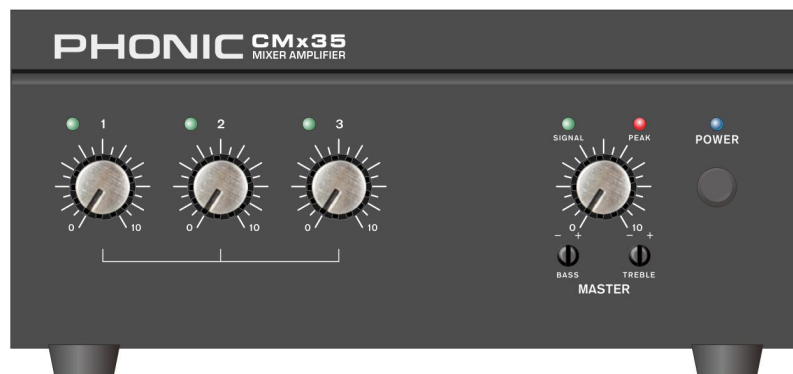 PHONIC CMx35
MIXER AMPLIFIER
1 2 3
SIGNAL PEAK
POWER
0 10 0 10 0 10 0 10
- + - +
BASS TREBLE
MASTER